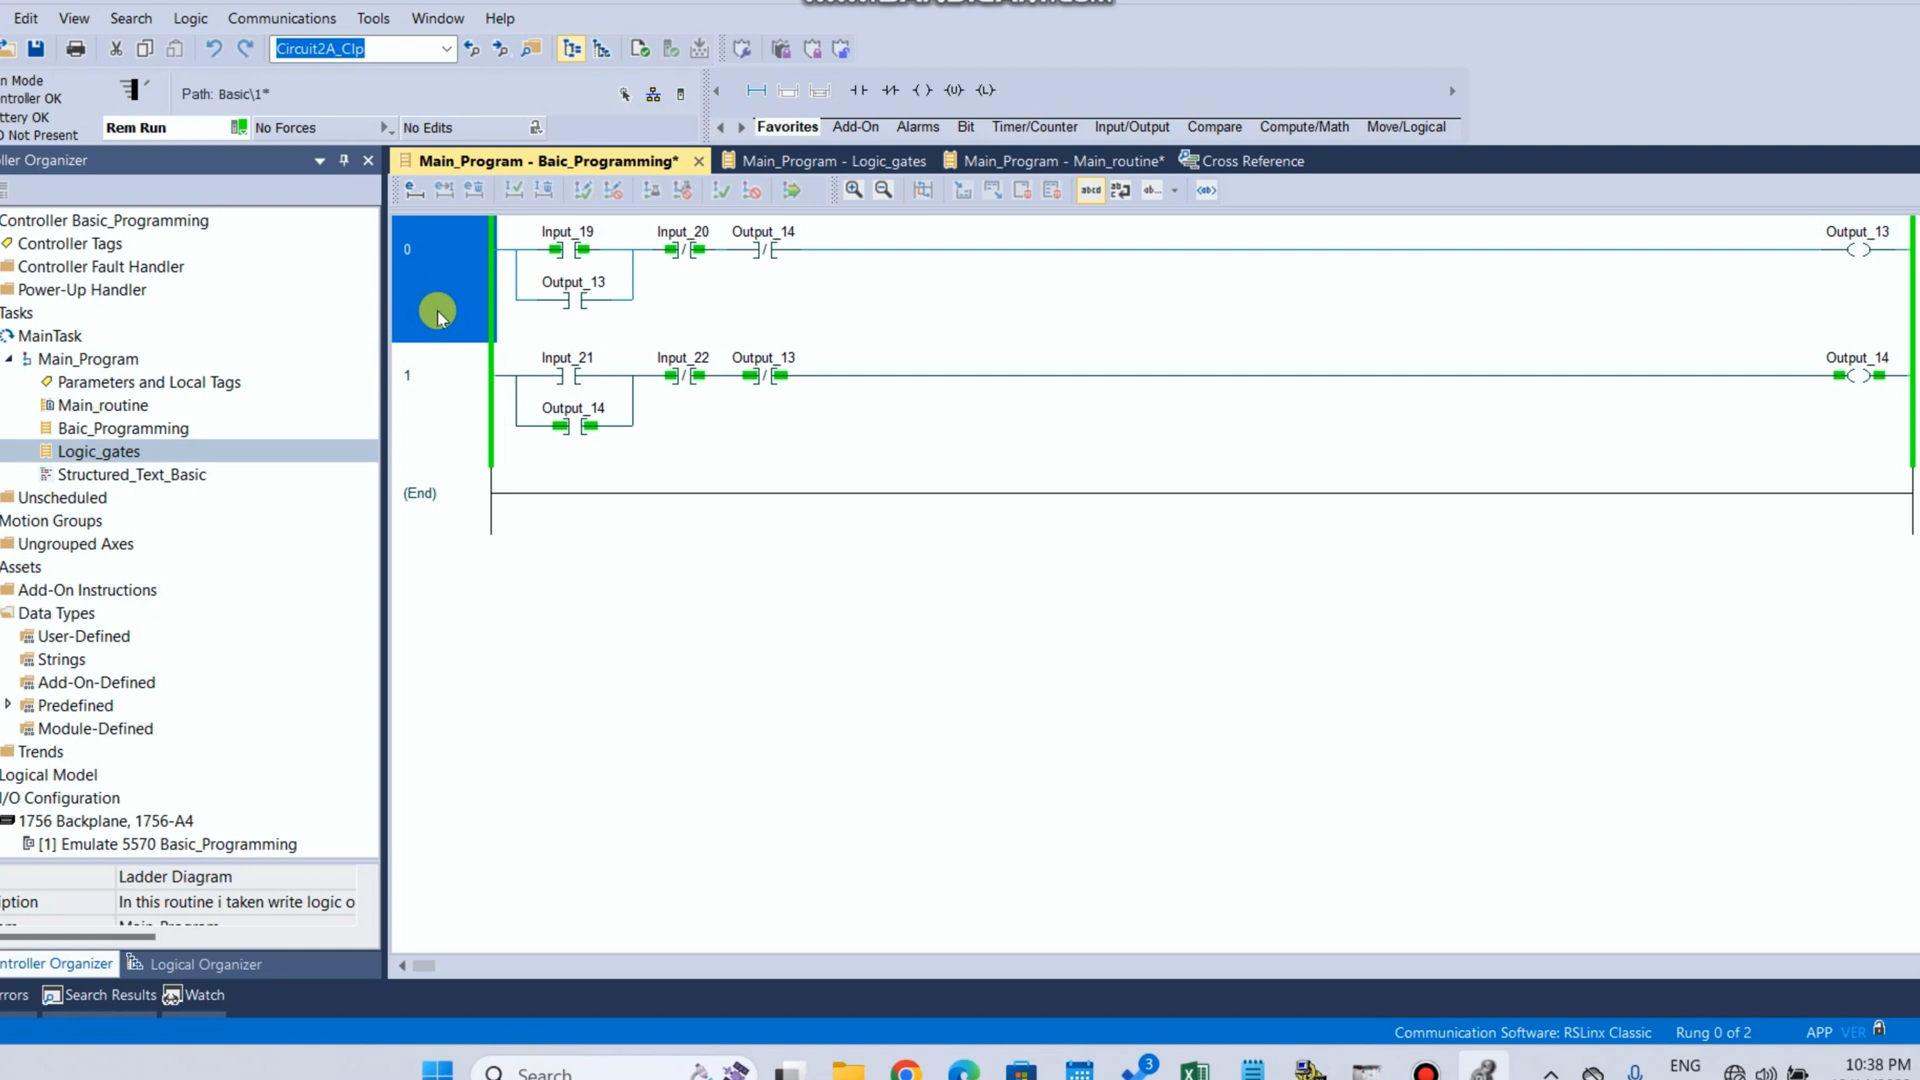 Edit View Search Logic Communications Tools Window Help
Circuit2A_Clp
n Mode
ontroller OK
ttery OK
O Not Present
Path: Basic\1*
Rem Run No Forces No Edits
Favorites Add-On Alarms Bit Timer/Counter Input/Output Compare Compute/Math Move/Logical
ller Organizer
Main_Program - Baic_Programming*
Main_Program - Logic_gates
Main_Program - Main_routine*
Cross Reference
Controller Basic_Programming
Controller Tags
Controller Fault Handler
Power-Up Handler
Tasks
MainTask
Main_Program
Parameters and Local Tags
Main_routine
Baic_Programming
Logic_gates
Structured_Text_Basic
Unscheduled
Motion Groups
Ungrouped Axes
Assets
Add-On Instructions
Data Types
User-Defined
Strings
Add-On-Defined
Predefined
Module-Defined
Trends
Logical Model
I/O Configuration
1756 Backplane, 1756-A4
[1] Emulate 5570 Basic_Programming
Ladder Diagram
iption In this routine i taken write logic o
ntroller Organizer Logical Organizer
0
Input_19 Input_20 Output_14 Output_13
Output_13
1
Input_21 Input_22 Output_13 Output_14
Output_14
(End)
rrors Search Results Watch
Communication Software: RSLinx Classic Rung 0 of 2 APP VER
Search
3
ENG
10:38 PM